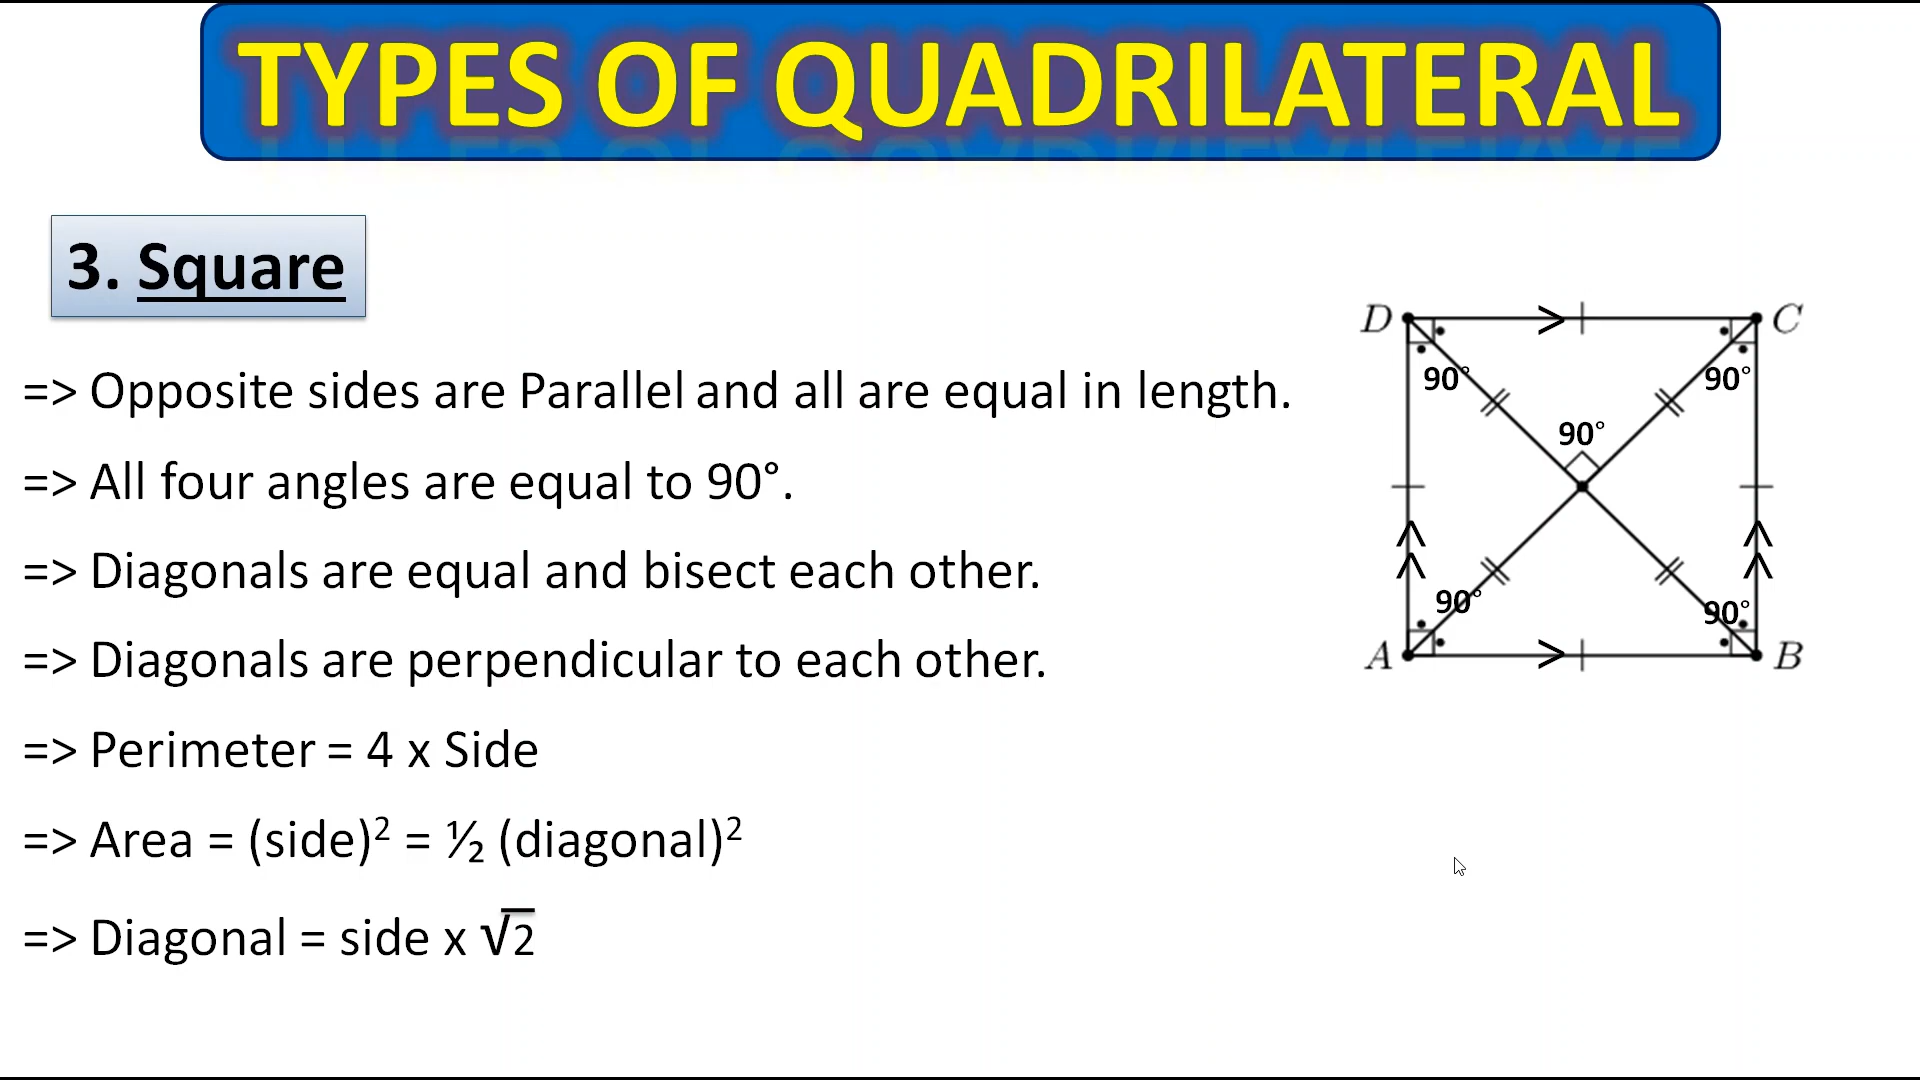 TYPES OF QUADRILATERAL
3. Square
=> Opposite sides are Parallel and all are equal in length.
=> All four angles are equal to 90°.
=> Diagonals are equal and bisect each other.
=> Diagonals are perpendicular to each other.
=> Perimeter = 4 x Side
=> Area = (side)² = ½ (diagonal)²
=> Diagonal = side x √2
D C
90° 90°
90°
90° 90°
A B